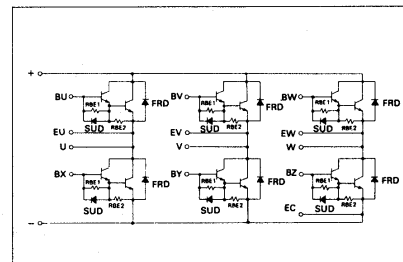 +
BU RBE1 FRD BV RBE1 FRD BW RBE1 FRD
SUD RBE2 SUD RBE2 SUD RBE2
EU EV EW
U V W
BX RBE1 FRD BY RBE1 FRD BZ RBE1 FRD
SUD RBE2 SUD RBE2 SUD RBE2
EC
-